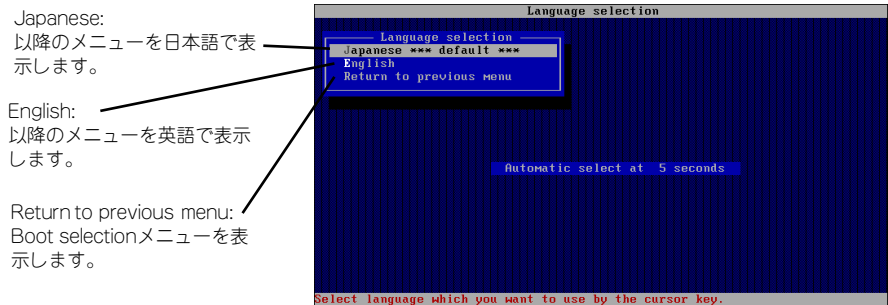 Japanese:
以降のメニューを日本語で表
示します。
English:
以降のメニューを英語で表示
します。
Return to previous menu:
Boot selectionメニューを表
示します。
Language selection
Language selection
Japanese *** default ***
English
Return to previous menu
Automatic select at 5 seconds
Select language which you want to use by the cursor key.